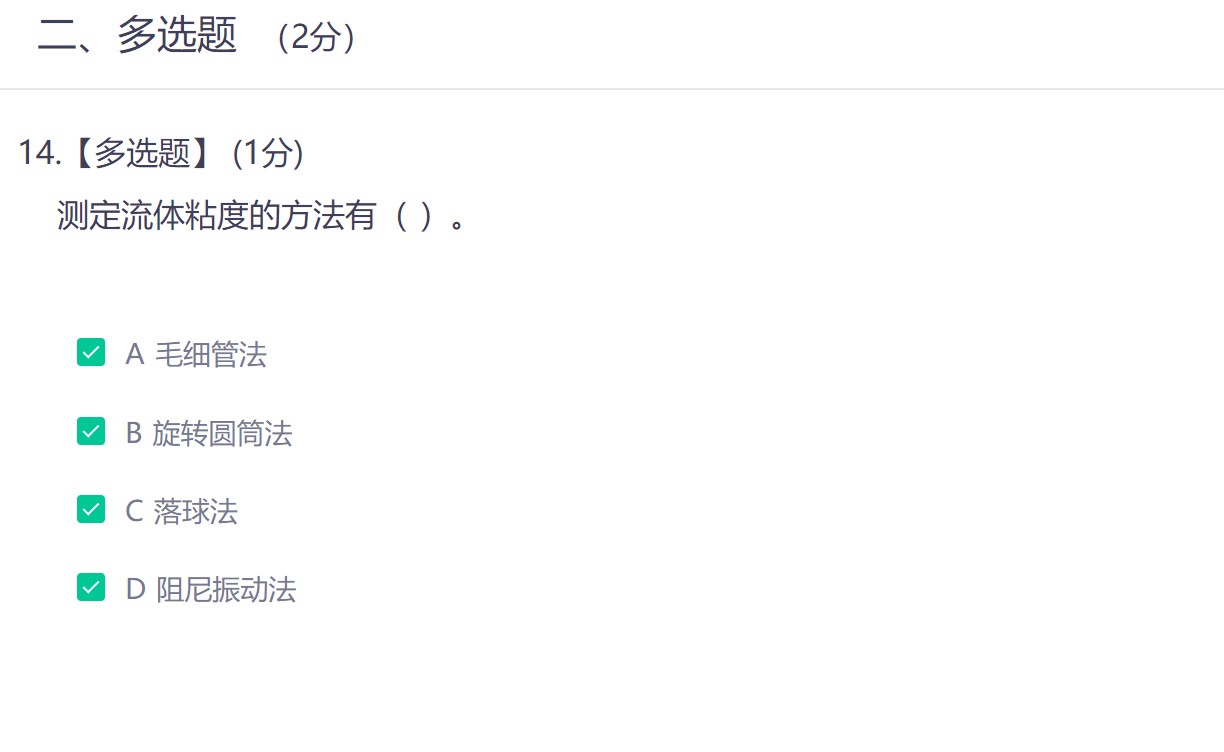 二、多选题 （2分）
14.【多选题】 (1分)
测定流体粘度的方法有（ ）。
A 毛细管法
B 旋转圆筒法
C 落球法
D 阻尼振动法